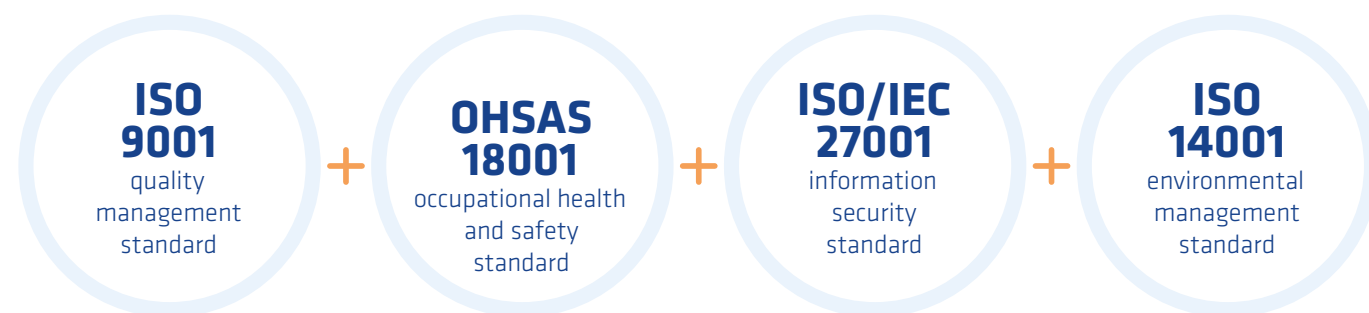 ISO
9001
quality
management
standard
+
OHSAS
18001
occupational health
and safety
standard
+
ISO/IEC
27001
information
security
standard
+
ISO
14001
environmental
management
standard